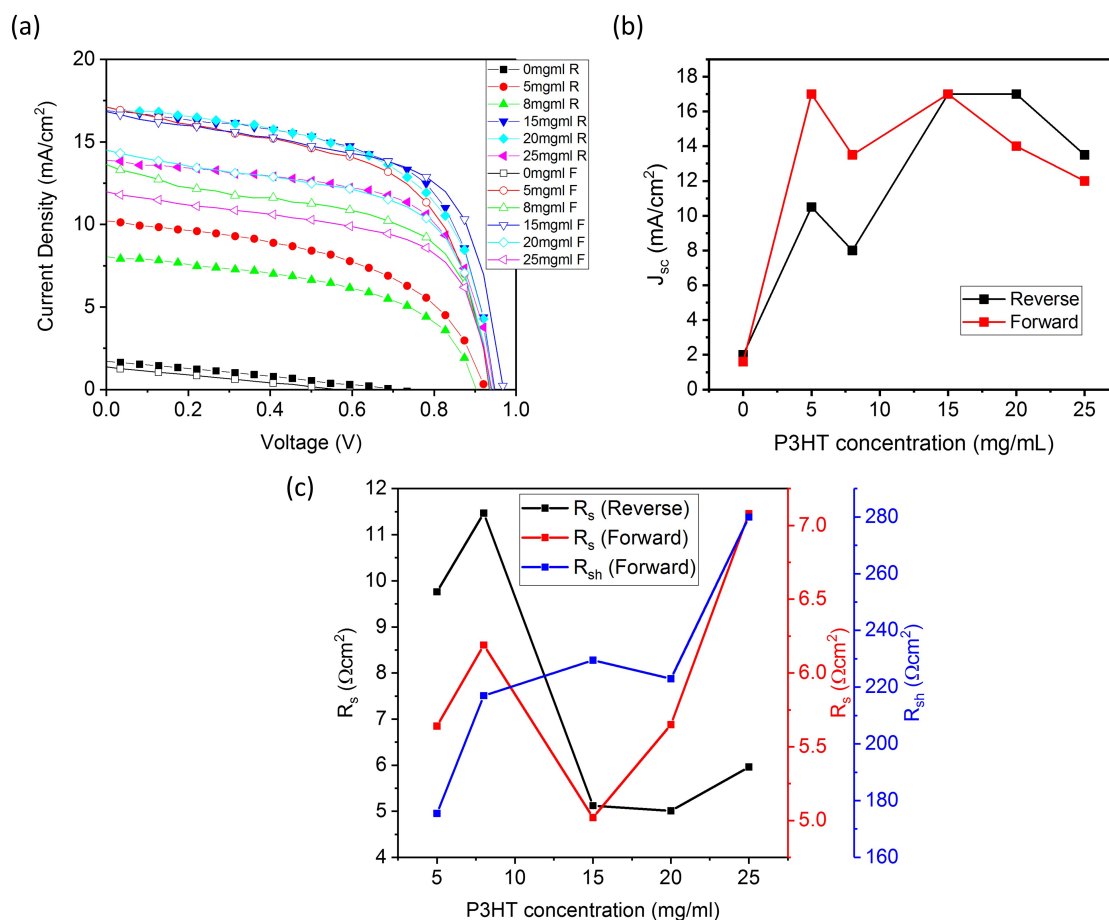 (a)
20
15
10
5
0
0.0 0.2 0.4 0.6 0.8 1.0
Current Density (mA/cm²)
Voltage (V)
0mgml R
5mgml R
8mgml R
15mgml R
20mgml R
25mgml R
0mgml F
5mgml F
8mgml F
15mgml F
20mgml F
25mgml F
(b)
18
16
14
12
10
8
6
4
2
0
0 5 10 15 20 25
J_sc (mA/cm²)
P3HT concentration (mg/mL)
Reverse
Forward
(c)
12
11
10
9
8
7
6
5
4
5 10 15 20 25
R_s (Ωcm²)
P3HT concentration (mg/ml)
R_s (Reverse)
R_s (Forward)
R_sh (Forward)
7.0
6.5
6.0
5.5
5.0
R_s (Ωcm²)
280
260
240
220
200
180
160
R_sh (Ωcm²)